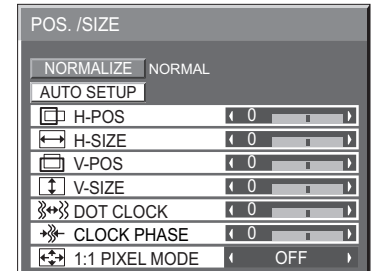 POS. /SIZE
NORMALIZE NORMAL
AUTO SETUP
H-POS 0
H-SIZE 0
V-POS 0
V-SIZE 0
DOT CLOCK 0
CLOCK PHASE 0
1:1 PIXEL MODE OFF